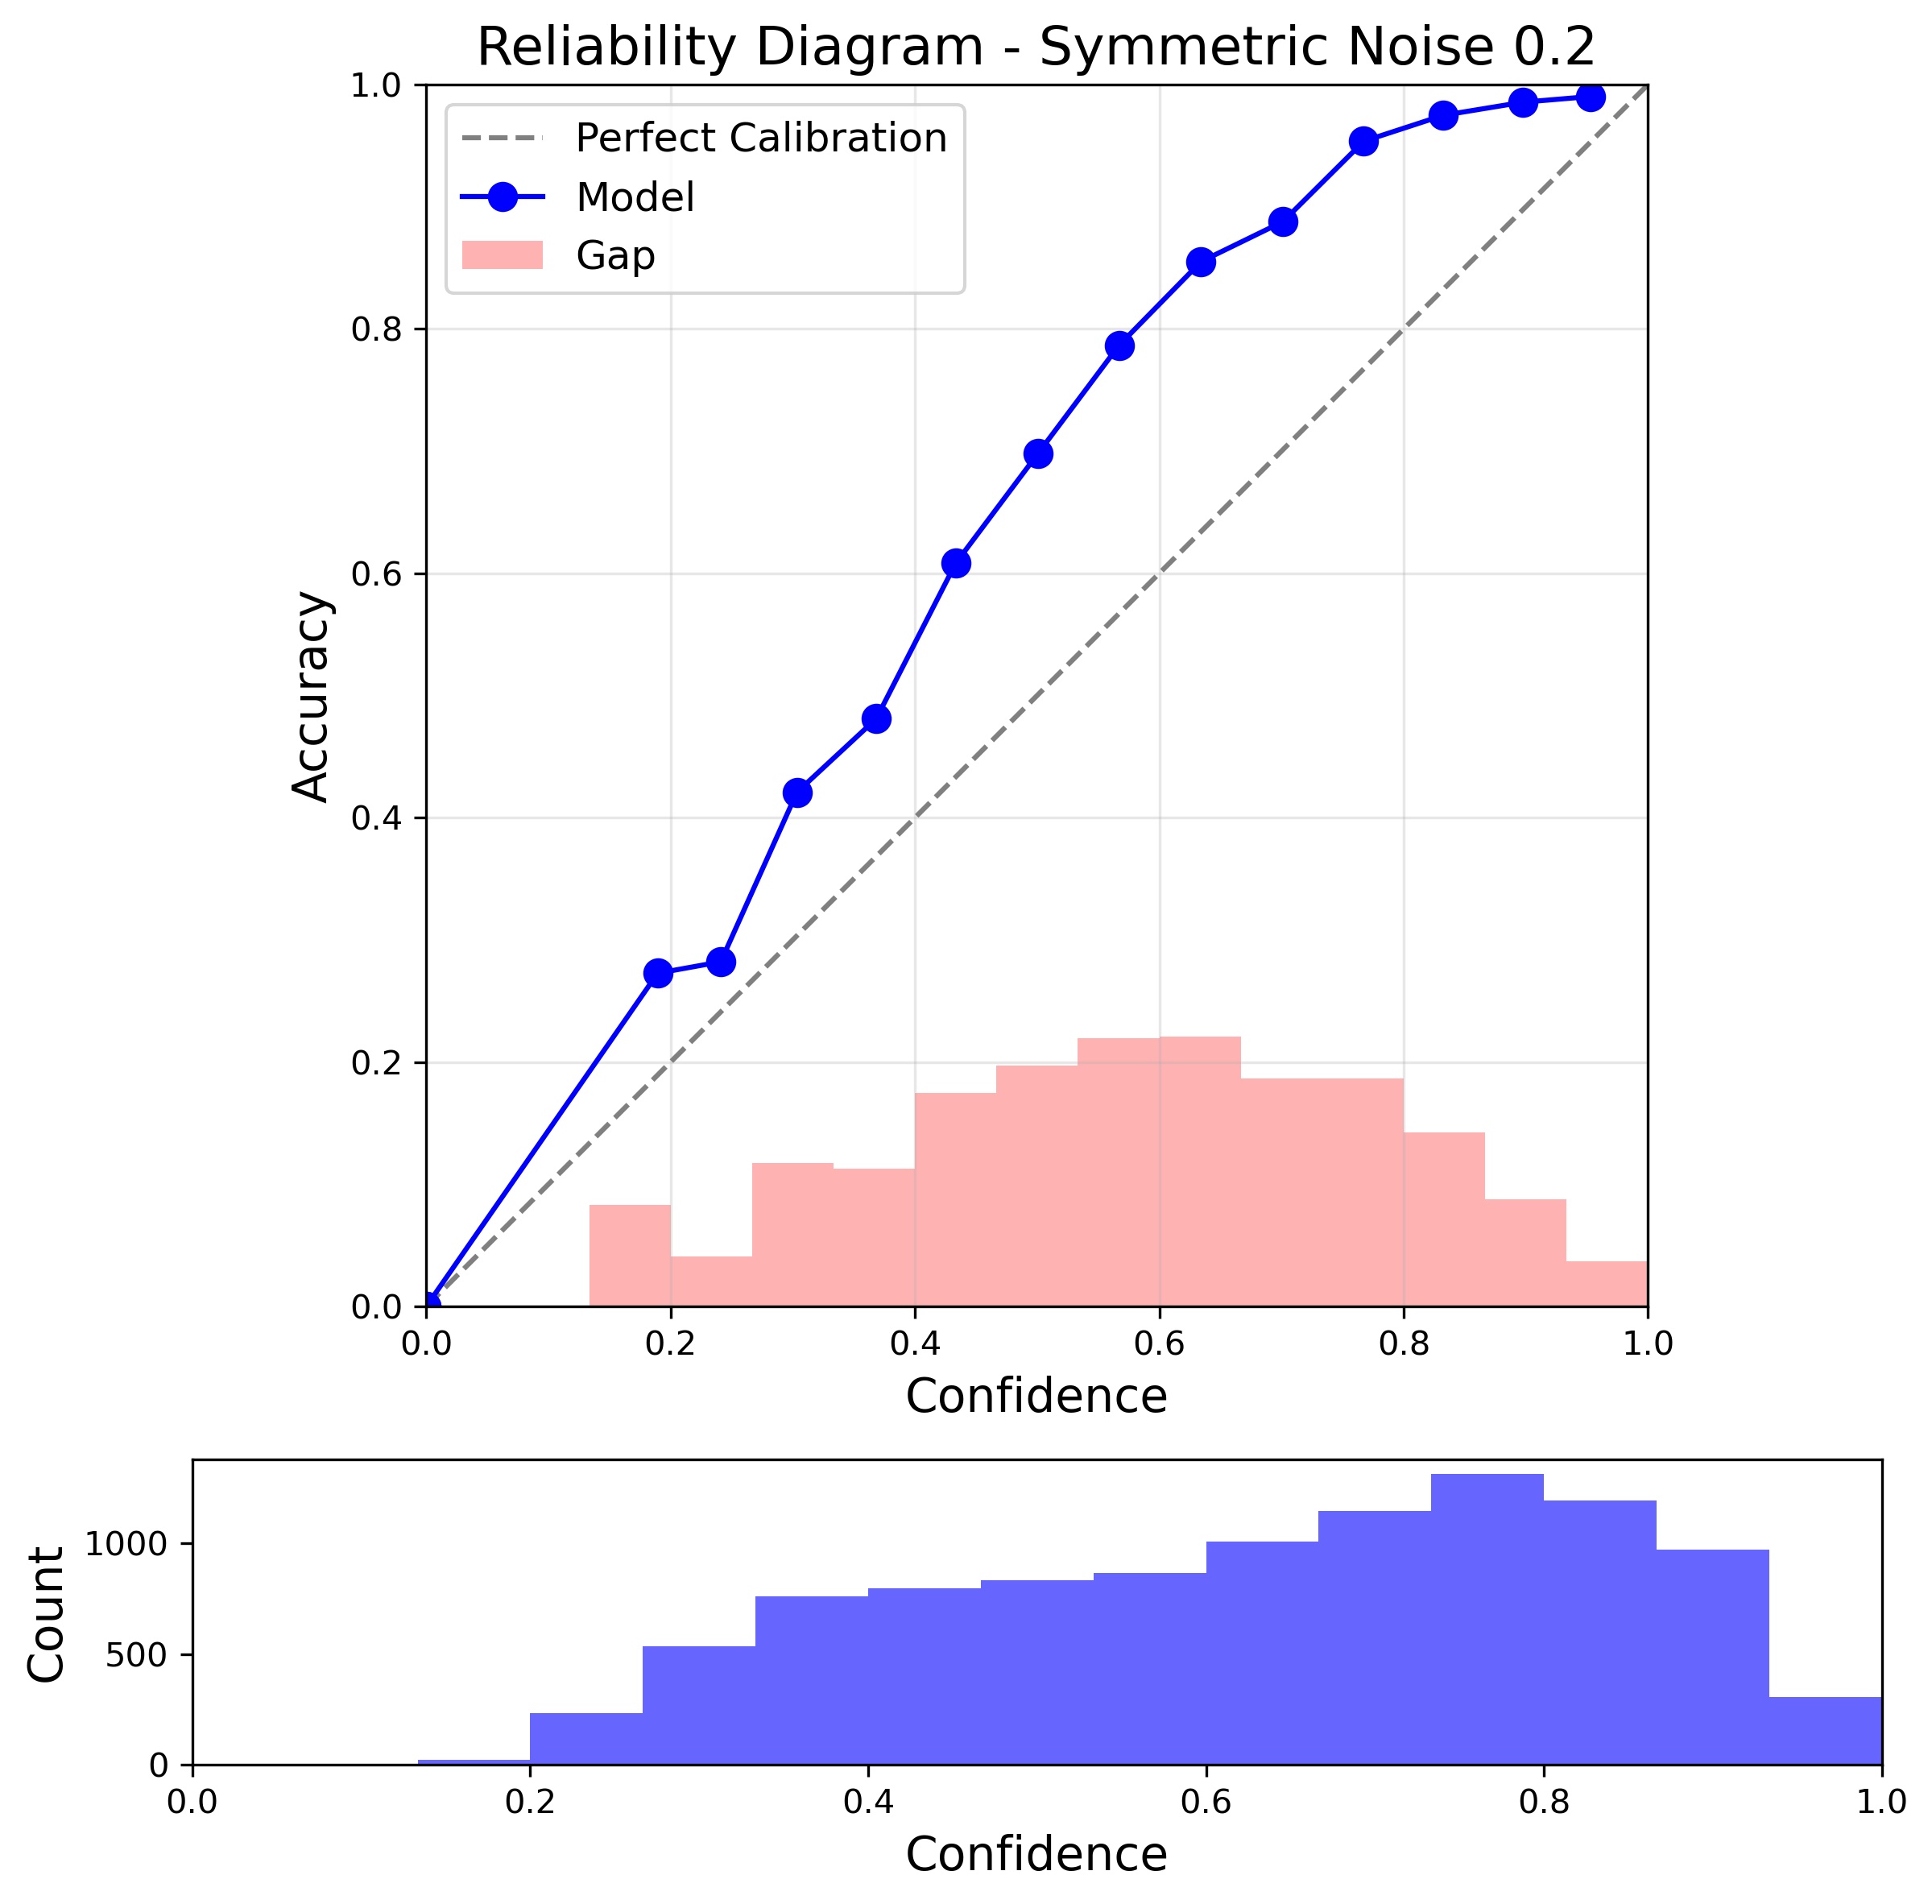 Reliability Diagram - Symmetric Noise 0.2
1.0
0.8
0.6
0.4
0.2
0.0
Accuracy
Perfect Calibration
Model
Gap
0.0 0.2 0.4 0.6 0.8 1.0
Confidence
1000
500
0
Count
0.0 0.2 0.4 0.6 0.8 1.0
Confidence